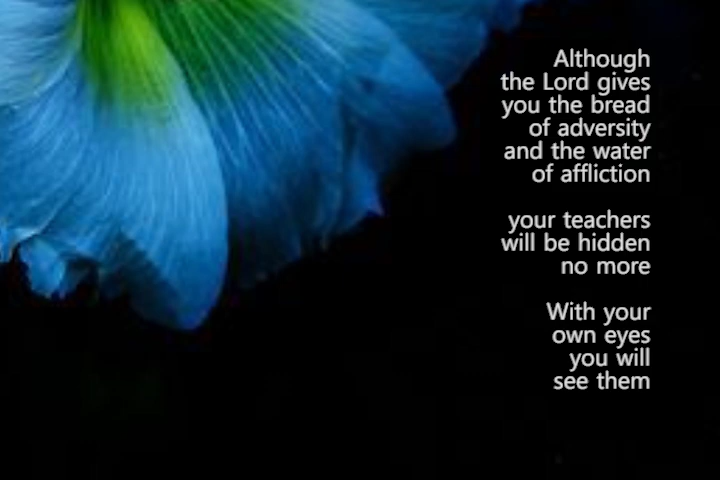 Although
the Lord gives
you the bread
of adversity
and the water
of affliction
your teachers
will be hidden
no more
With your
own eyes
you will
see them